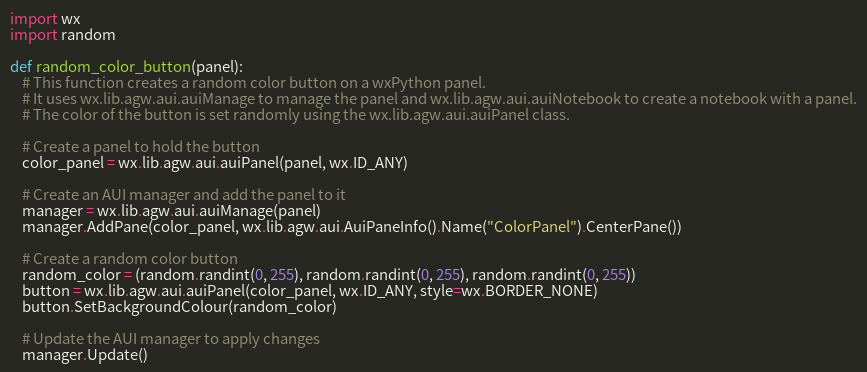 import wx
import random
def random_color_button(panel):
# This function creates a random color button on a wxPython panel.
# It uses wx.lib.agw.aui.auiManage to manage the panel and wx.lib.agw.aui.auiNotebook to create a notebook with a panel.
# The color of the button is set randomly using the wx.lib.agw.aui.auiPanel class.
# Create a panel to hold the button
color_panel = wx.lib.agw.aui.auiPanel(panel, wx.ID_ANY)
# Create an AUI manager and add the panel to it
manager = wx.lib.agw.aui.auiManage(panel)
manager.AddPane(color_panel, wx.lib.agw.aui.AuiPaneInfo().Name("ColorPanel").CenterPane())
# Create a random color button
random_color = (random.randint(0, 255), random.randint(0, 255), random.randint(0, 255))
button = wx.lib.agw.aui.auiPanel(color_panel, wx.ID_ANY, style=wx.BORDER_NONE)
button.SetBackgroundColour(random_color)
# Update the AUI manager to apply changes
manager.Update()